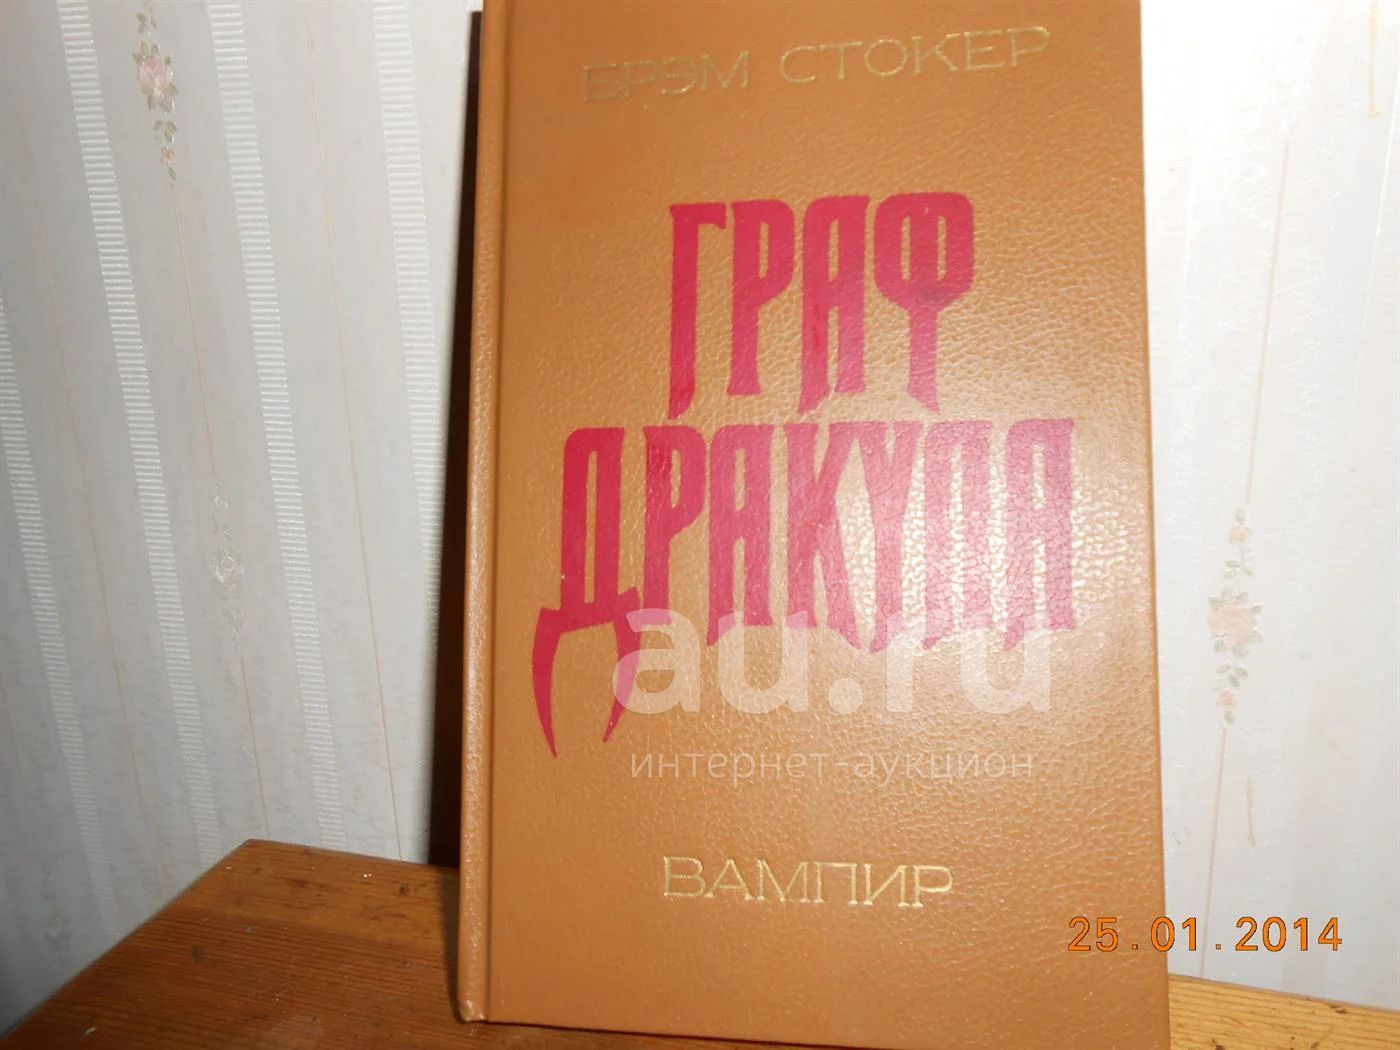 БРЭМ СТОКЕР
ГРАФ
ДРАКУЛА
au.ru
интернет-аукцион
ВАМПИР
25.01.2014